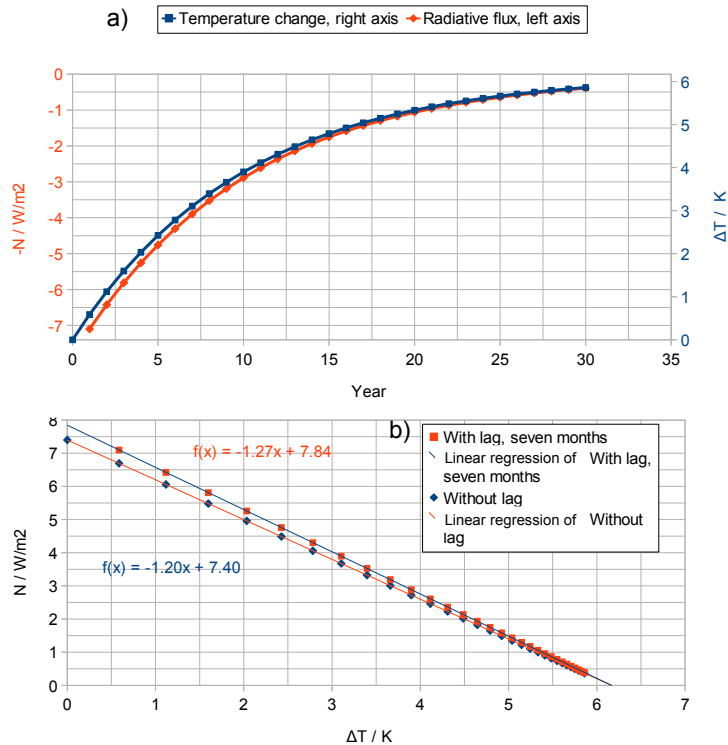 a)
Temperature change, right axis Radiative flux, left axis
0
-1
-2
-3
-4
-5
-6
-7
-N / W/m2
6
5
4
3
2
1
0
ΔT / K
0 5 10 15 20 25 30 35
Year
b)
8
7
6
5
4
3
2
1
0
N / W/m2
f(x) = -1.27x + 7.84
f(x) = -1.20x + 7.40
With lag, seven months
Linear regression of With lag,
seven months
Without lag
Linear regression of Without
lag
0 1 2 3 4 5 6 7
ΔT / K